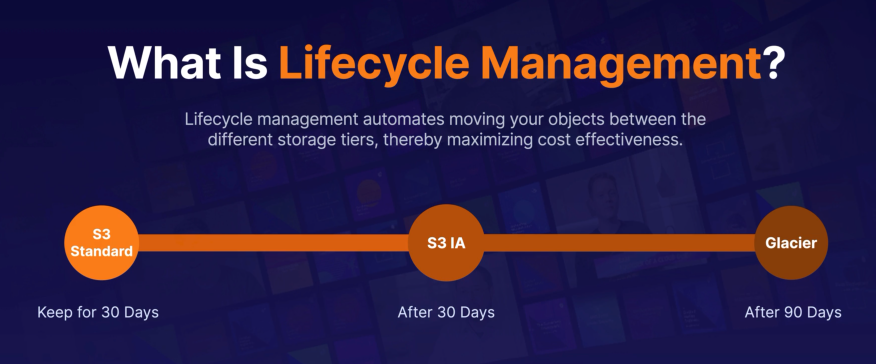 What Is Lifecycle Management?
Lifecycle management automates moving your objects between the
different storage tiers, thereby maximizing cost effectiveness.
S3
Standard
S3 IA
Glacier
Keep for 30 Days
After 30 Days
After 90 Days